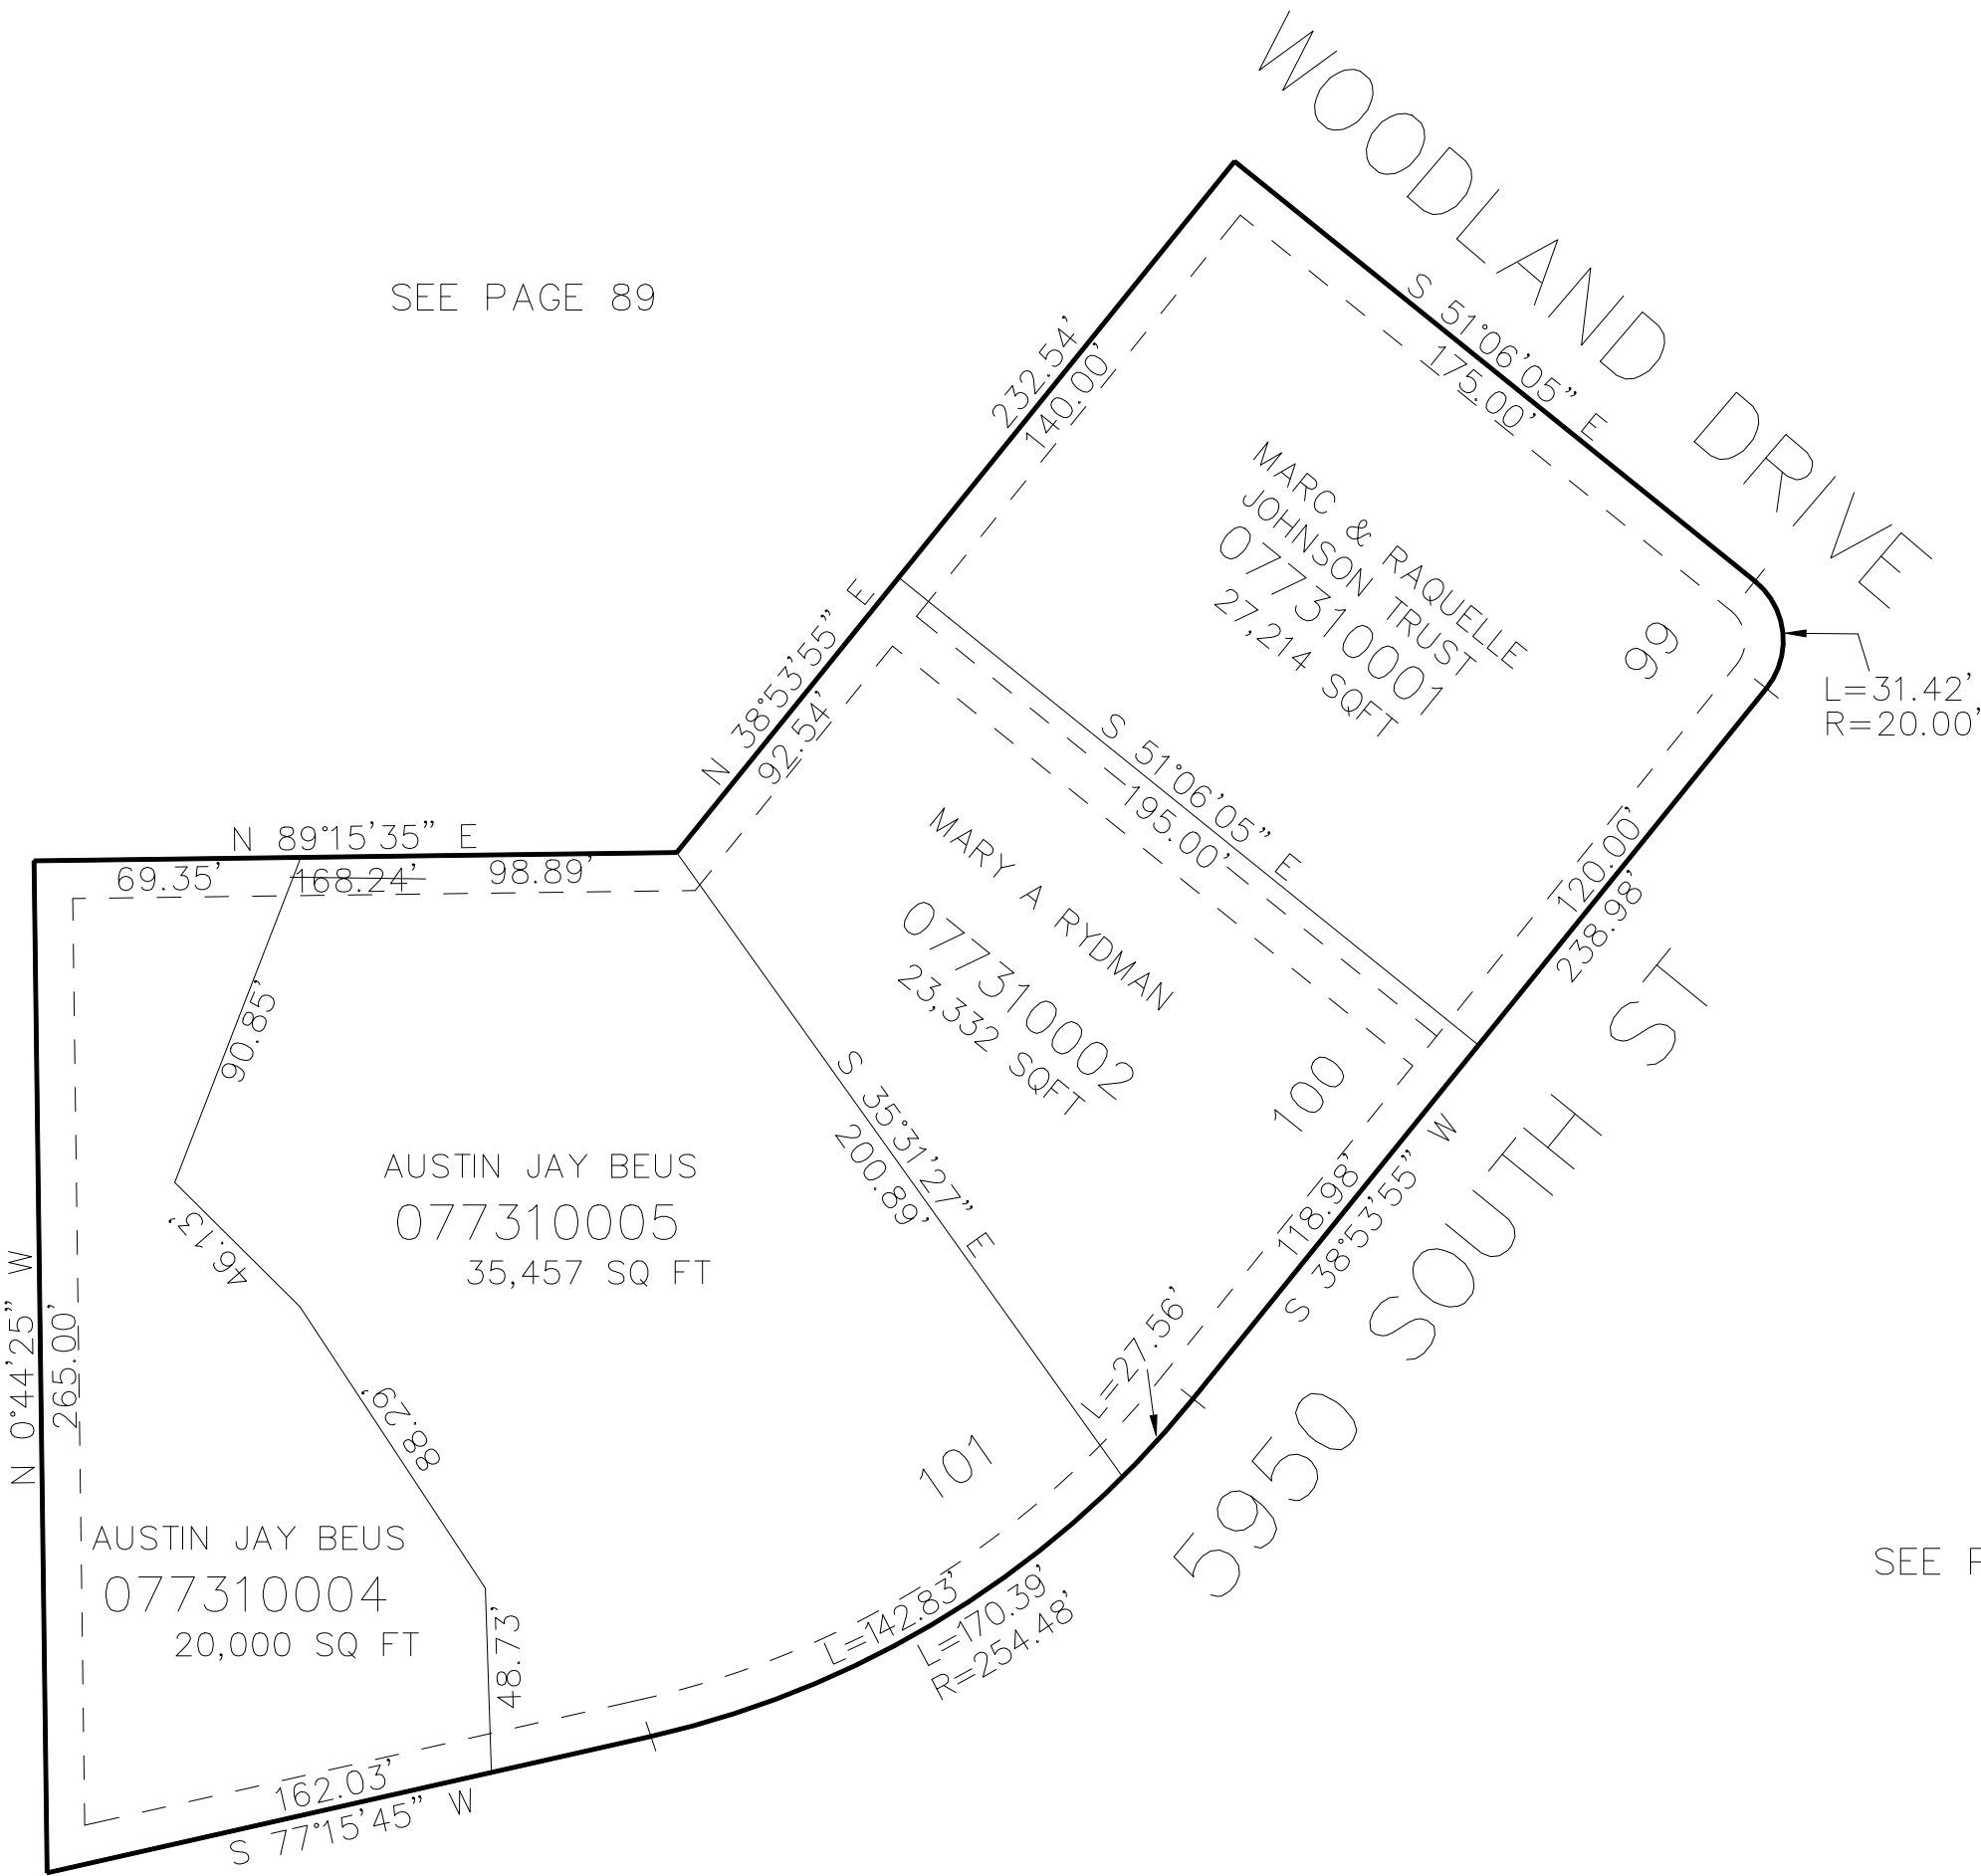 WOODLAND DRIVE
SEE PAGE 89
S 51°06'05" E
175.00'
232.54'
140.00'
MARC & RAQUELLE
JOHNSON TRUST
077310001
27,214 SQFT
99
L=31.42'
R=20.00'
N 38°53'55" E
92.54'
S 51°06'05" E
195.00'
120.00'
238.98'
MARY A RYDMAN
077310002
23,332 SQFT
100
N 89°15'35" E
69.35'
168.24'
98.89'
90.85'
S 35°31'27" E
200.89'
118.98'
S 38°53'55" W
5950 SOUTH ST
AUSTIN JAY BEUS
077310005
35,457 SQ FT
46.13'
N 0°44'25" W
265.00'
88.29'
L=27.56'
101
AUSTIN JAY BEUS
077310004
20,000 SQ FT
48.73'
L=142.83'
L=170.39'
R=254.48'
162.03'
S 77°15'45" W
SEE